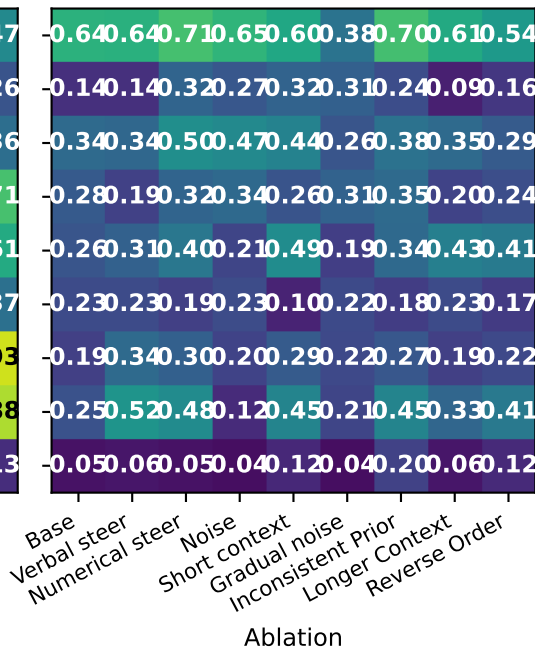 47 0.64 0.64 0.71 0.65 0.60 0.38 0.70 0.61 0.54
26 0.14 0.14 0.32 0.27 0.32 0.31 0.24 0.09 0.16
36 0.34 0.34 0.50 0.47 0.44 0.26 0.38 0.35 0.29
71 0.28 0.19 0.32 0.34 0.26 0.31 0.35 0.20 0.24
51 0.26 0.31 0.40 0.21 0.49 0.19 0.34 0.43 0.41
37 0.23 0.23 0.19 0.23 0.10 0.22 0.18 0.23 0.17
93 0.19 0.34 0.30 0.20 0.29 0.22 0.27 0.19 0.22
88 0.25 0.52 0.48 0.12 0.45 0.21 0.45 0.33 0.41
13 0.05 0.06 0.05 0.04 0.12 0.04 0.20 0.06 0.12
Base
Verbal steer
Numerical steer
Noise
Short context
Gradual noise
Inconsistent Prior
Longer Context
Reverse Order
Ablation